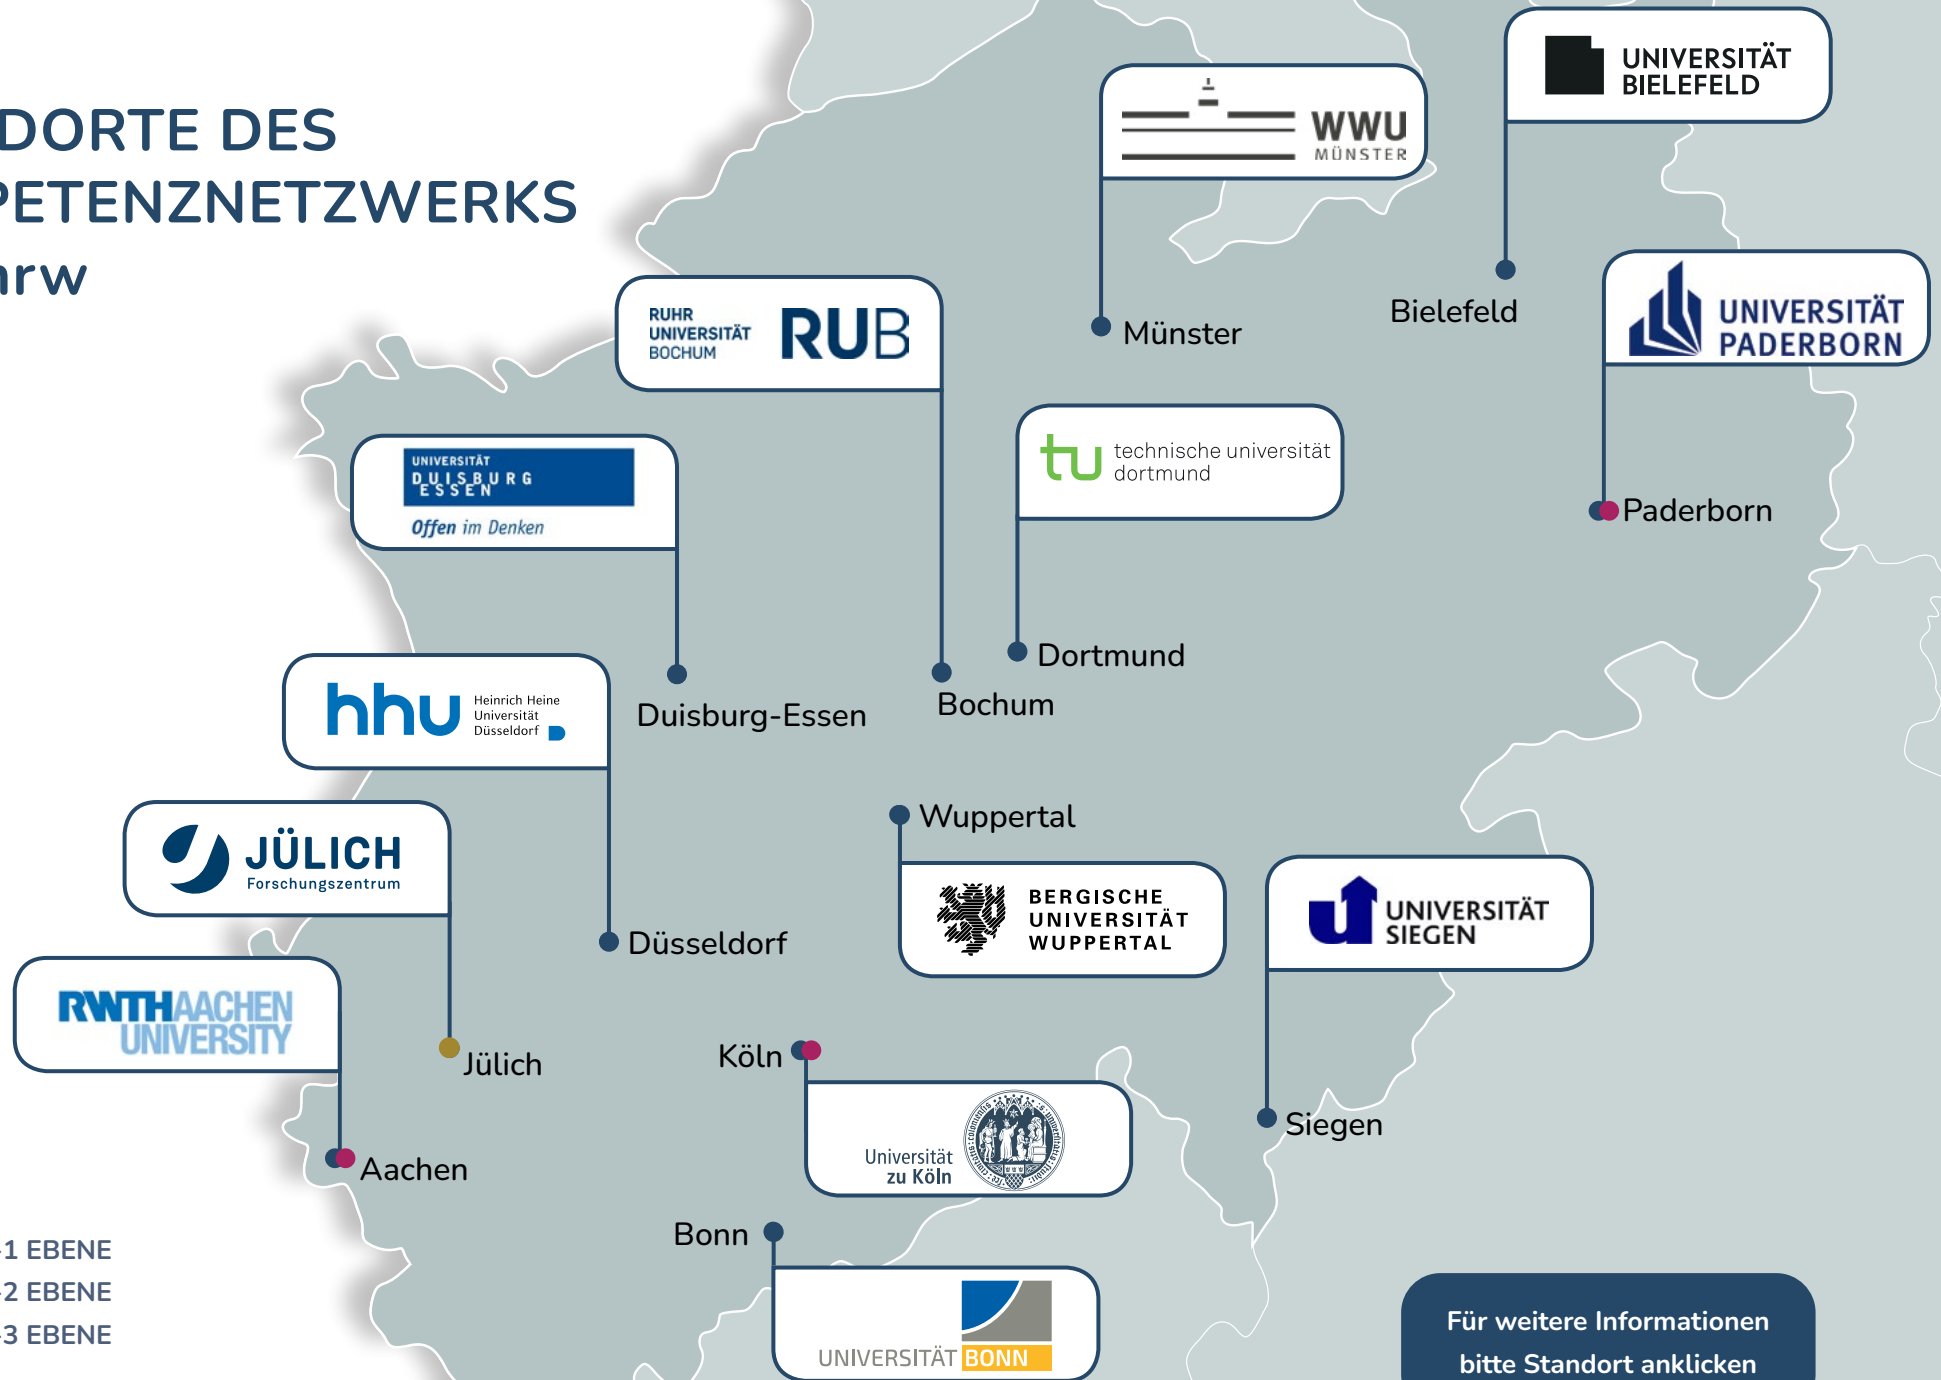 DORTE DES
PETENZNETZWERKS
nrw
UNIVERSITÄT
BIELEFELD
WWU
MÜNSTER
Bielefeld
Münster
UNIVERSITÄT
PADERBORN
RUHR
UNIVERSITÄT
BOCHUM
RUB
technische universität
dortmund
tu
UNIVERSITÄT
DUISBURG
ESSEN
Offen im Denken
Paderborn
Dortmund
Bochum
Duisburg-Essen
hhu
Heinrich Heine
Universität
Düsseldorf
Wuppertal
JÜLICH
Forschungszentrum
BERGISCHE
UNIVERSITÄT
WUPPERTAL
UNIVERSITÄT
SIEGEN
Düsseldorf
RWTHAACHEN
UNIVERSITY
Jülich
Köln
Siegen
Universität
zu Köln
Aachen
Bonn
UNIVERSITÄT BONN
-1 EBENE
-2 EBENE
-3 EBENE
Für weitere Informationen
bitte Standort anklicken